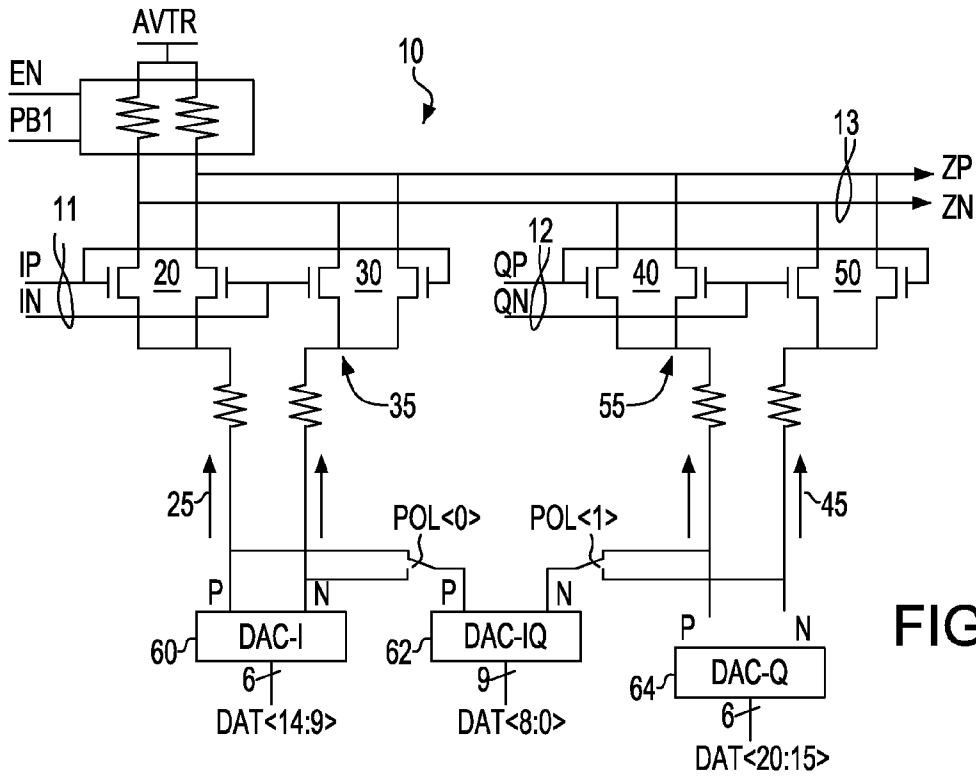 AVTR
EN
PB1
10
13
ZP
ZN
11
IP
IN
20
30
12
QP
QN
40
50
35
55
25
45
POL<0>
POL<1>
P
N
P
N
P
N
60
DAC-I
62
DAC-IQ
64
DAC-Q
6
9
6
DAT<14:9>
DAT<8:0>
DAT<20:15>
FIG